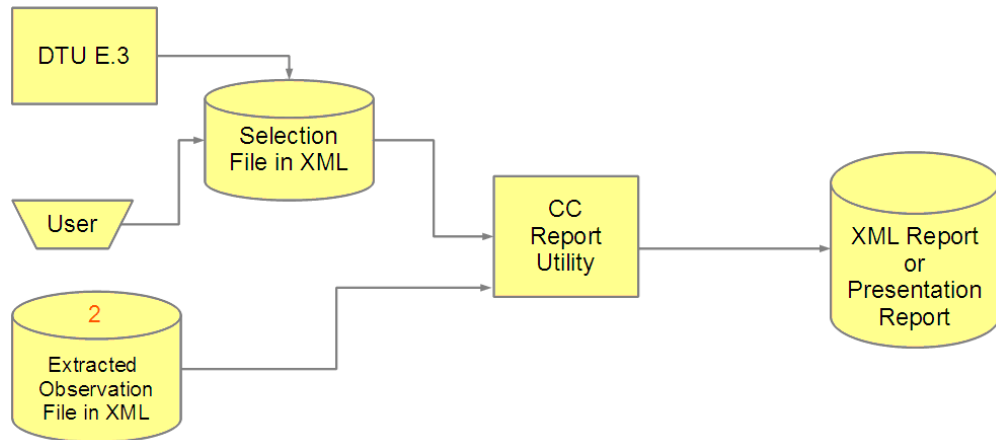 DTU E.3
Selection
File in XML
User
CC
Report
Utility
XML Report
or
Presentation
Report
2
Extracted
Observation
File in XML